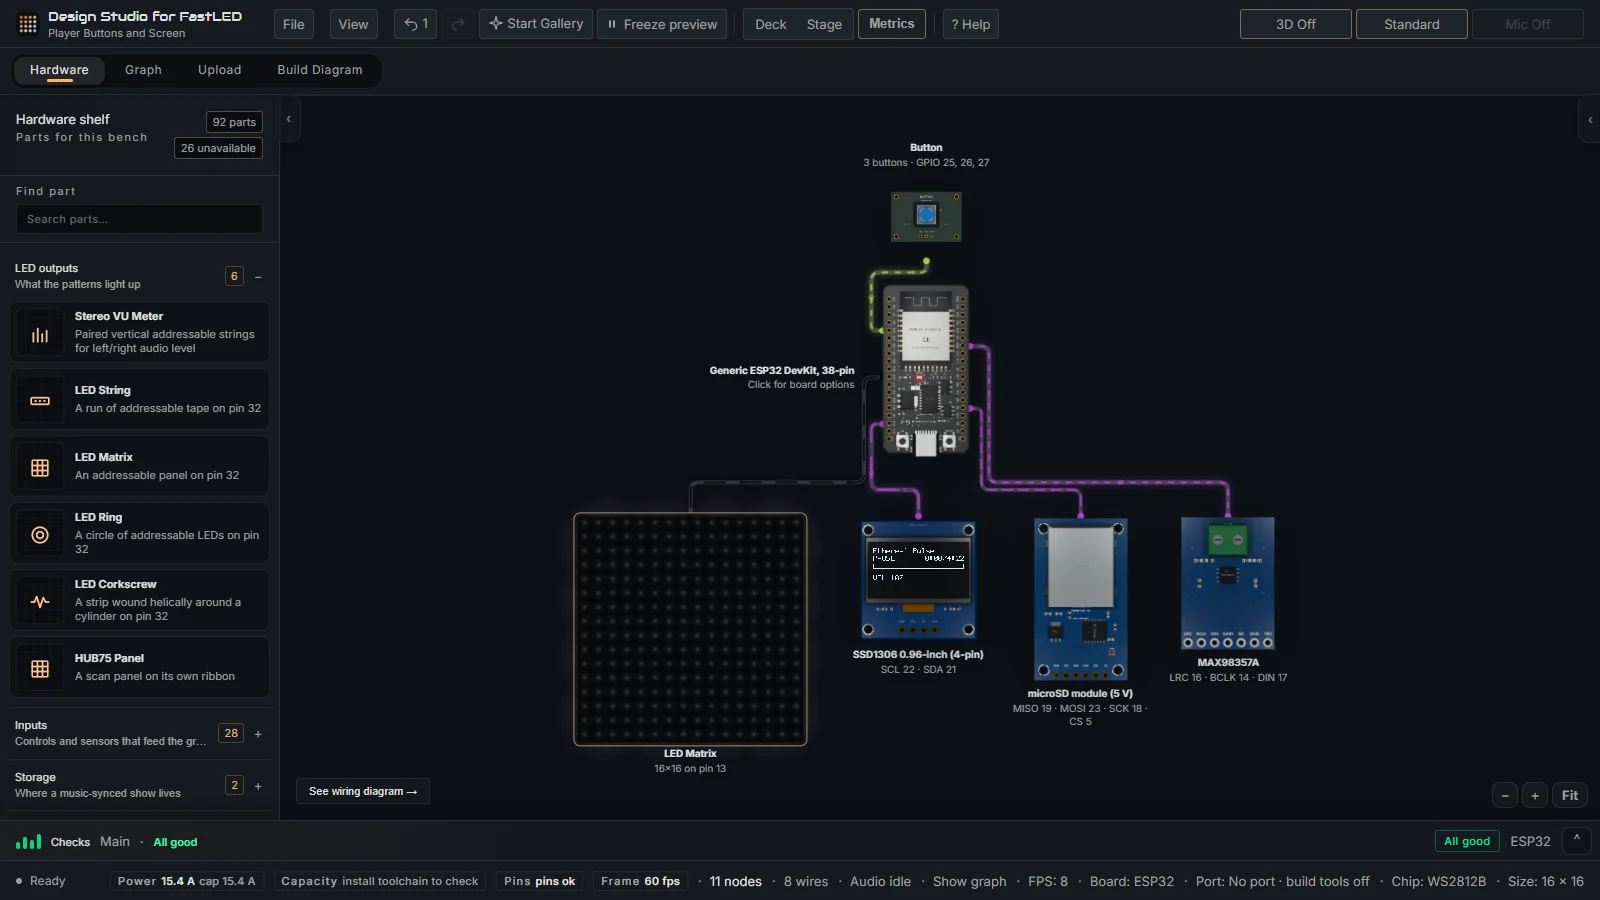 Design Studio for FastLED
Player Buttons and Screen
File
View
1
Start Gallery
Freeze preview
Deck
Stage
Metrics
? Help
3D Off
Standard
Mic Off
Hardware
Graph
Upload
Build Diagram
Hardware shelf
Parts for this bench
92 parts
26 unavailable
Find part
Search parts...
LED outputs
What the patterns light up
6
Stereo VU Meter
Paired vertical addressable strings
for left/right audio level
LED String
A run of addressable tape on pin 32
LED Matrix
An addressable panel on pin 32
LED Ring
A circle of addressable LEDs on pin
32
LED Corkscrew
A strip wound helically around a
cylinder on pin 32
HUB75 Panel
A scan panel on its own ribbon
Inputs
Controls and sensors that feed the gr...
28
Storage
Where a music-synced show lives
2
Button
3 buttons · GPIO 25, 26, 27
Generic ESP32 DevKit, 38-pin
Click for board options
CE
LED Matrix
16×16 on pin 13
SSD1306 0.96-inch (4-pin)
SCL 22 · SDA 21
microSD module (5 V)
MISO 19 · MOSI 23 · SCK 18 ·
CS 5
MAX98357A
LRC 16 · BCLK 14 · DIN 17
See wiring diagram →
− + Fit
Checks Main · All good
All good
ESP32
Ready
Power 15.4 A cap 15.4 A
Capacity install toolchain to check
Pins pins ok
Frame 60 fps
· 11 nodes · 8 wires · Audio idle · Show graph · FPS: 8 · Board: ESP32 · Port: No port · build tools off · Chip: WS2812B · Size: 16 × 16